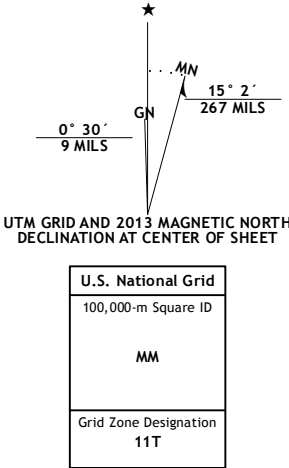 ★
MN
15° 2´
267 MILS
GN
0° 30´
9 MILS
UTM GRID AND 2013 MAGNETIC NORTH
DECLINATION AT CENTER OF SHEET
U.S. National Grid
100,000-m Square ID
MM
Grid Zone Designation
11T